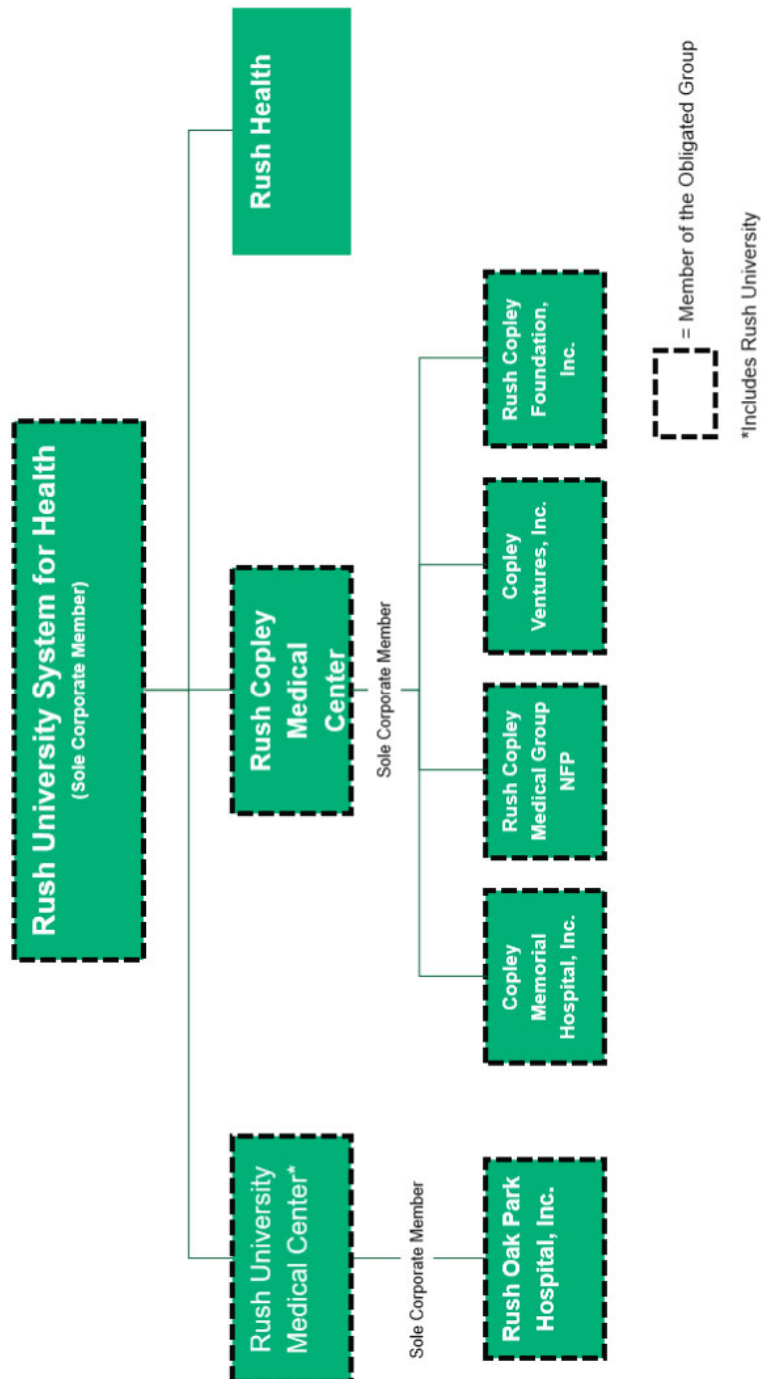 Rush University System for Health
(Sole Corporate Member)
Rush University
Medical Center*
Rush Copley
Medical
Center
Rush Health
Sole Corporate Member
Sole Corporate Member
Rush Oak Park
Hospital, Inc.
Copley
Memorial
Hospital, Inc.
Rush Copley
Medical Group
NFP
Copley
Ventures, Inc.
Rush Copley
Foundation,
Inc.
= Member of the Obligated Group
*Includes Rush University